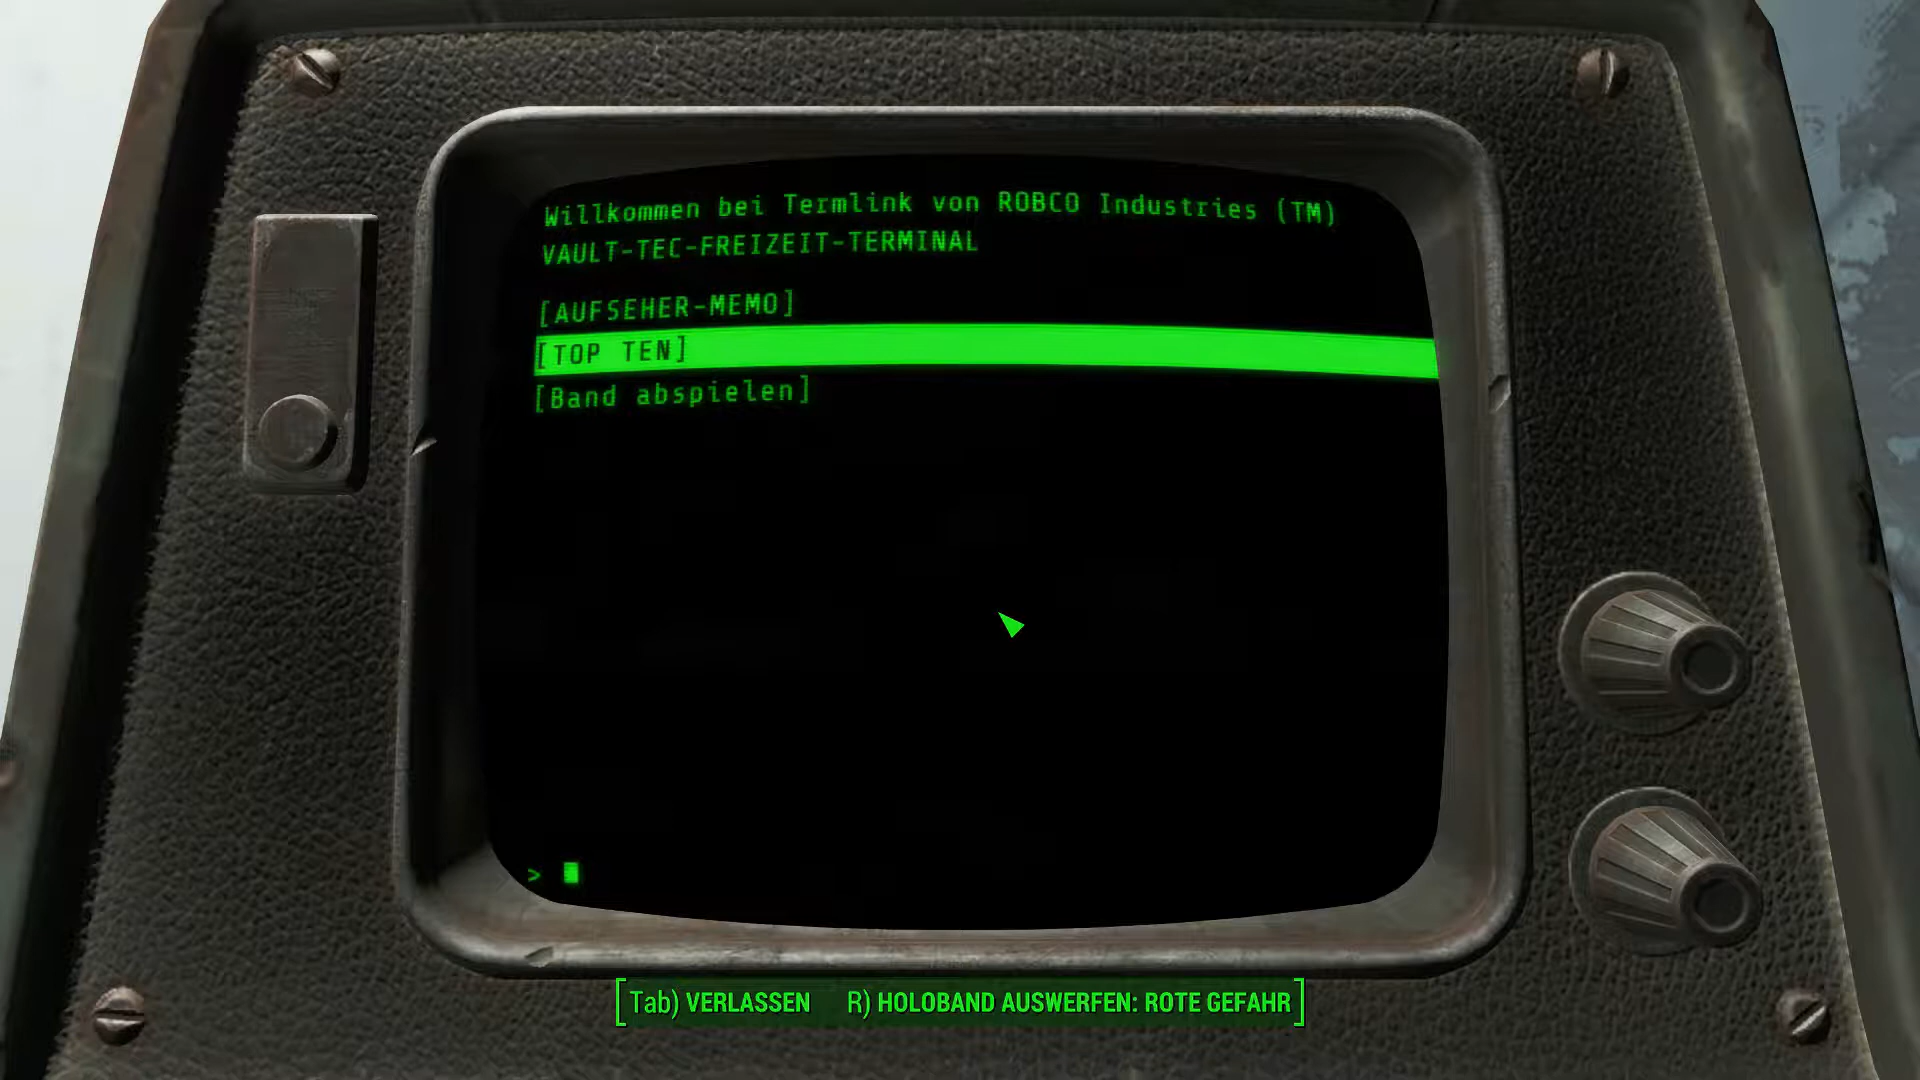 Willkommen bei Termlink von ROBCO Industries (TM)
VAULT-TEC-FREIZEIT-TERMINAL
[AUFSEHER-MEMO]
[TOP TEN]
[Band abspielen]
>
[Tab) VERLASSEN R) HOLOBAND AUSWERFEN: ROTE GEFAHR]